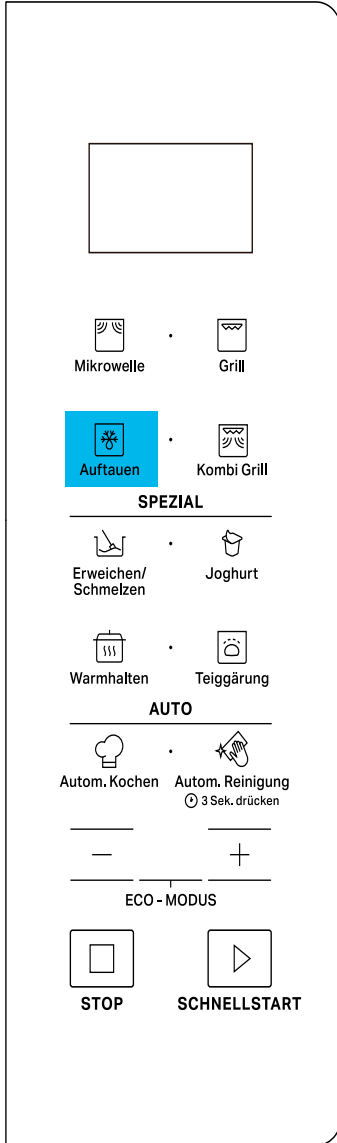 Mikrowelle
Grill
Auftauen
Kombi Grill
SPEZIAL
Erweichen/
Schmelzen
Joghurt
Warmhalten
Teiggärung
AUTO
Autom. Kochen
Autom. Reinigung
3 Sek. drücken
ECO - MODUS
STOP
SCHNELLSTART